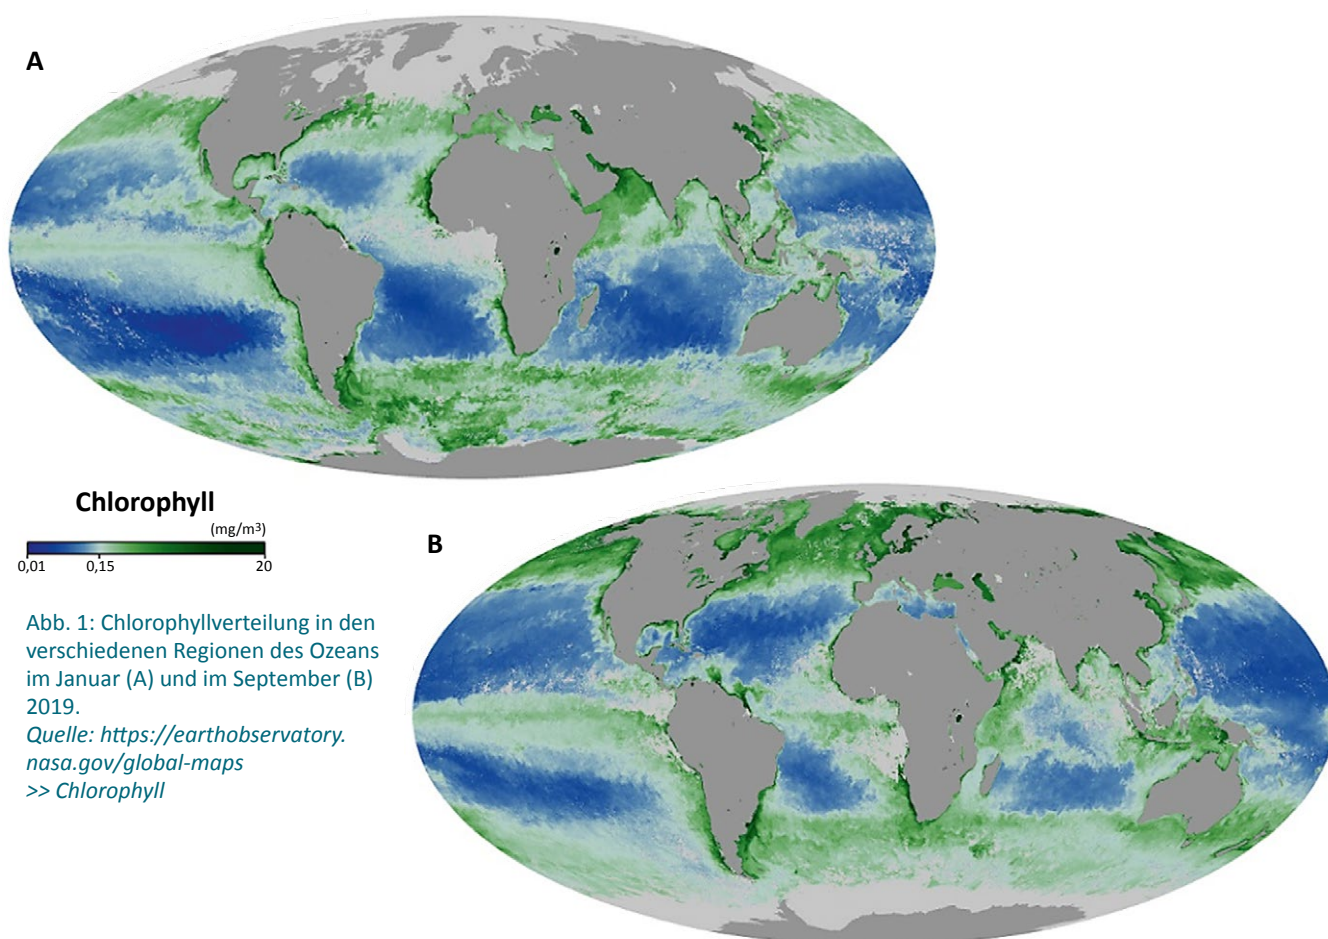 A
Chlorophyll
(mg/m³)
0,01 0,15 20
B
Abb. 1: Chlorophyllverteilung in den
verschiedenen Regionen des Ozeans
im Januar (A) und im September (B)
2019.
Quelle: https://earthobservatory.
nasa.gov/global-maps
>> Chlorophyll